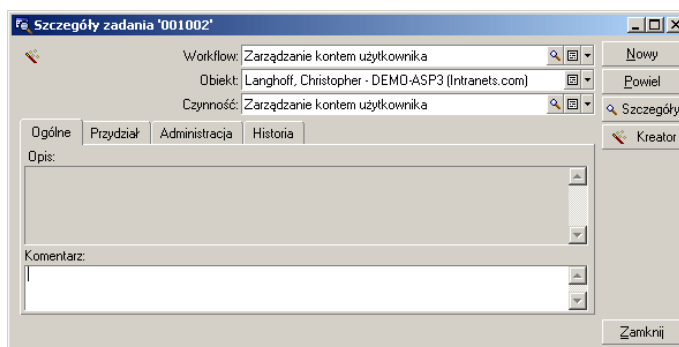 Szczegóły zadania '001002'
Workflow: Zarządzanie kontem użytkownika
Obiekt: Langhoff, Christopher - DEMO-ASP3 (Intranets.com)
Czynność: Zarządzanie kontem użytkownika
Ogólne Przydział Administracja Historia
Opis:
Komentarz:
Nowy
Powiel
Szczegóły
Kreator
Zamknij